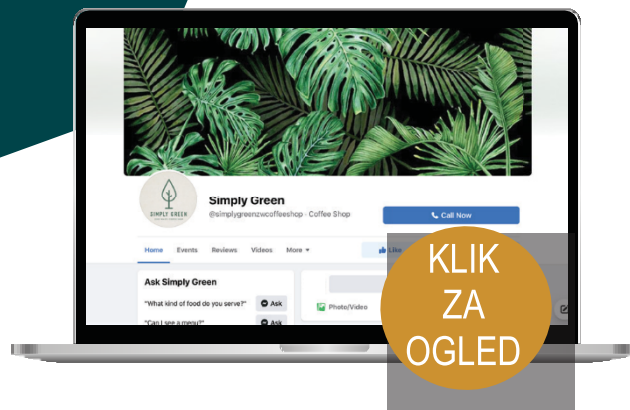 SIMPLY GREEN
Simply Green
@simplygreenzwcoffeeshop · Coffee Shop
Call Now
Home Events Reviews Videos More
Like
Ask Simply Green
"What kind of food do you serve?" Ask
Photo/Video
"Can I see a menu?" Ask
KLIK
ZA
OGLED